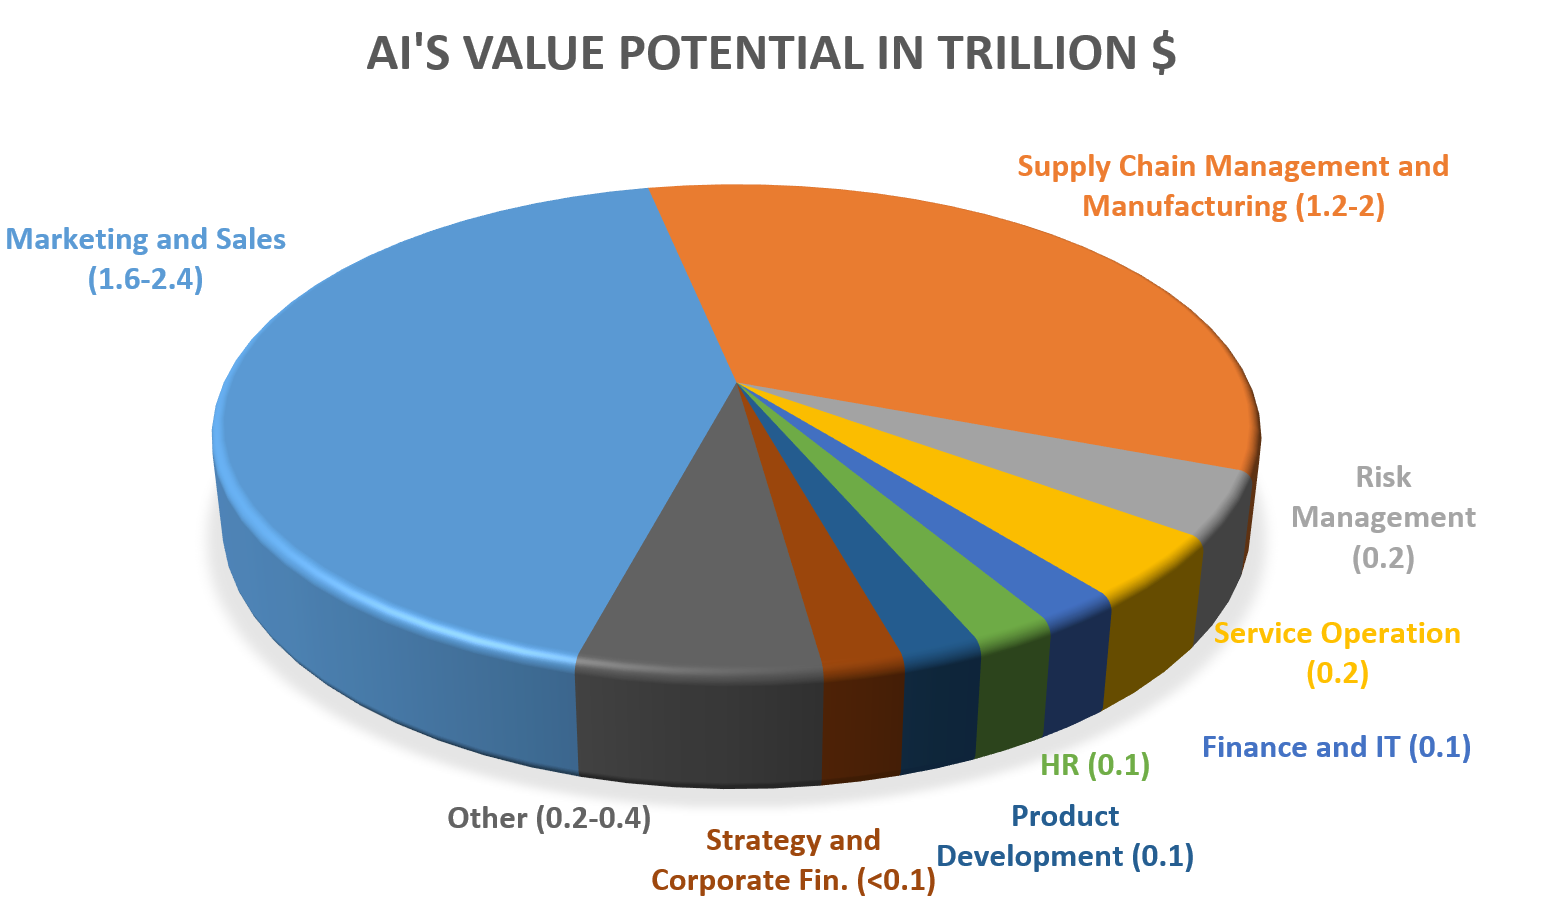 AI'S VALUE POTENTIAL IN TRILLION $
Supply Chain Management and
Manufacturing (1.2-2)
Marketing and Sales
(1.6-2.4)
Risk
Management
(0.2)
Service Operation
(0.2)
Finance and IT (0.1)
HR (0.1)
Product
Development (0.1)
Other (0.2-0.4)
Strategy and
Corporate Fin. (<0.1)